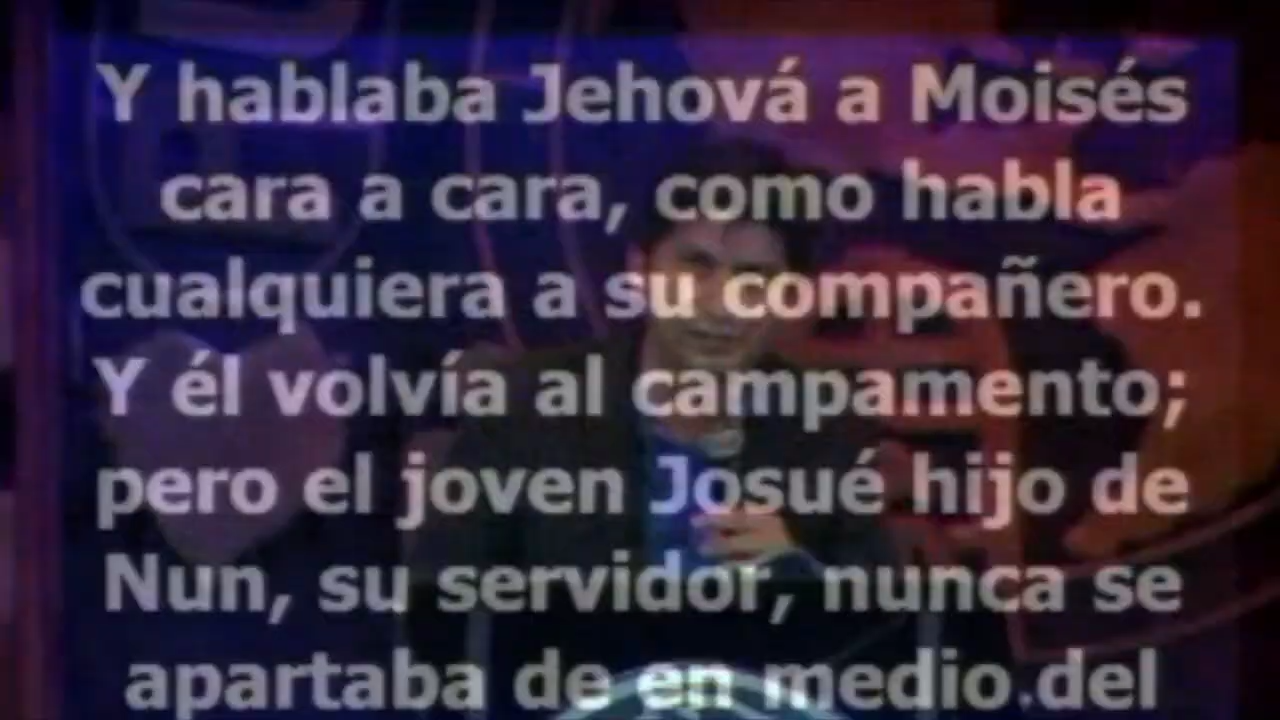 Y hablaba Jehová a Moisés
cara a cara, como habla
cualquiera a su compañero.
Y él volvía al campamento;
pero el joven Josué hijo de
Nun, su servidor, nunca se
apartaba de en medio del